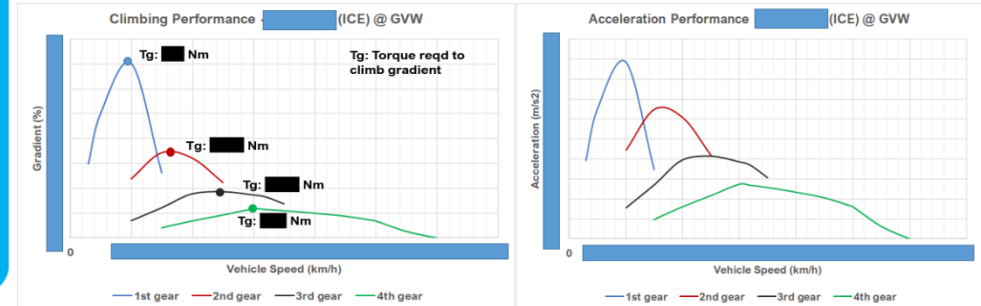 Climbing Performance - (ICE) @ GVW
Tg: Nm
Tg: Torque reqd to
climb gradient
Tg: Nm
Tg: Nm
Tg: Nm
Gradient (%)
0
Vehicle Speed (km/h)
1st gear 2nd gear 3rd gear 4th gear
Acceleration Performance (ICE) @ GVW
Acceleration (m/s2)
0
Vehicle Speed (km/h)
1st gear 2nd gear 3rd gear 4th gear